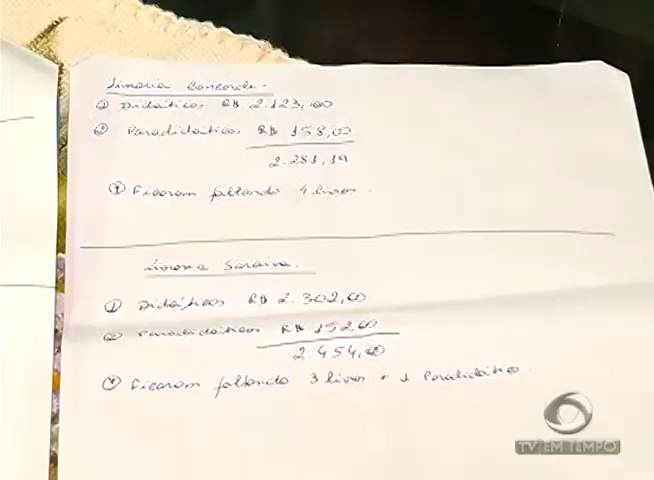 Livraria Concorde.
① Didáticos R$ 2.123,00
② Paradidáticos R$ 158,00
2.281,19
④ Ficaram faltando 4 livros.
Livraria Saraiva.
① Didáticos R$ 2.302,00
② Paradidáticos R$ 152,00
2.454,00
④ Ficaram faltando 3 livros + 1 Paradidático.
TV EM TEMPO